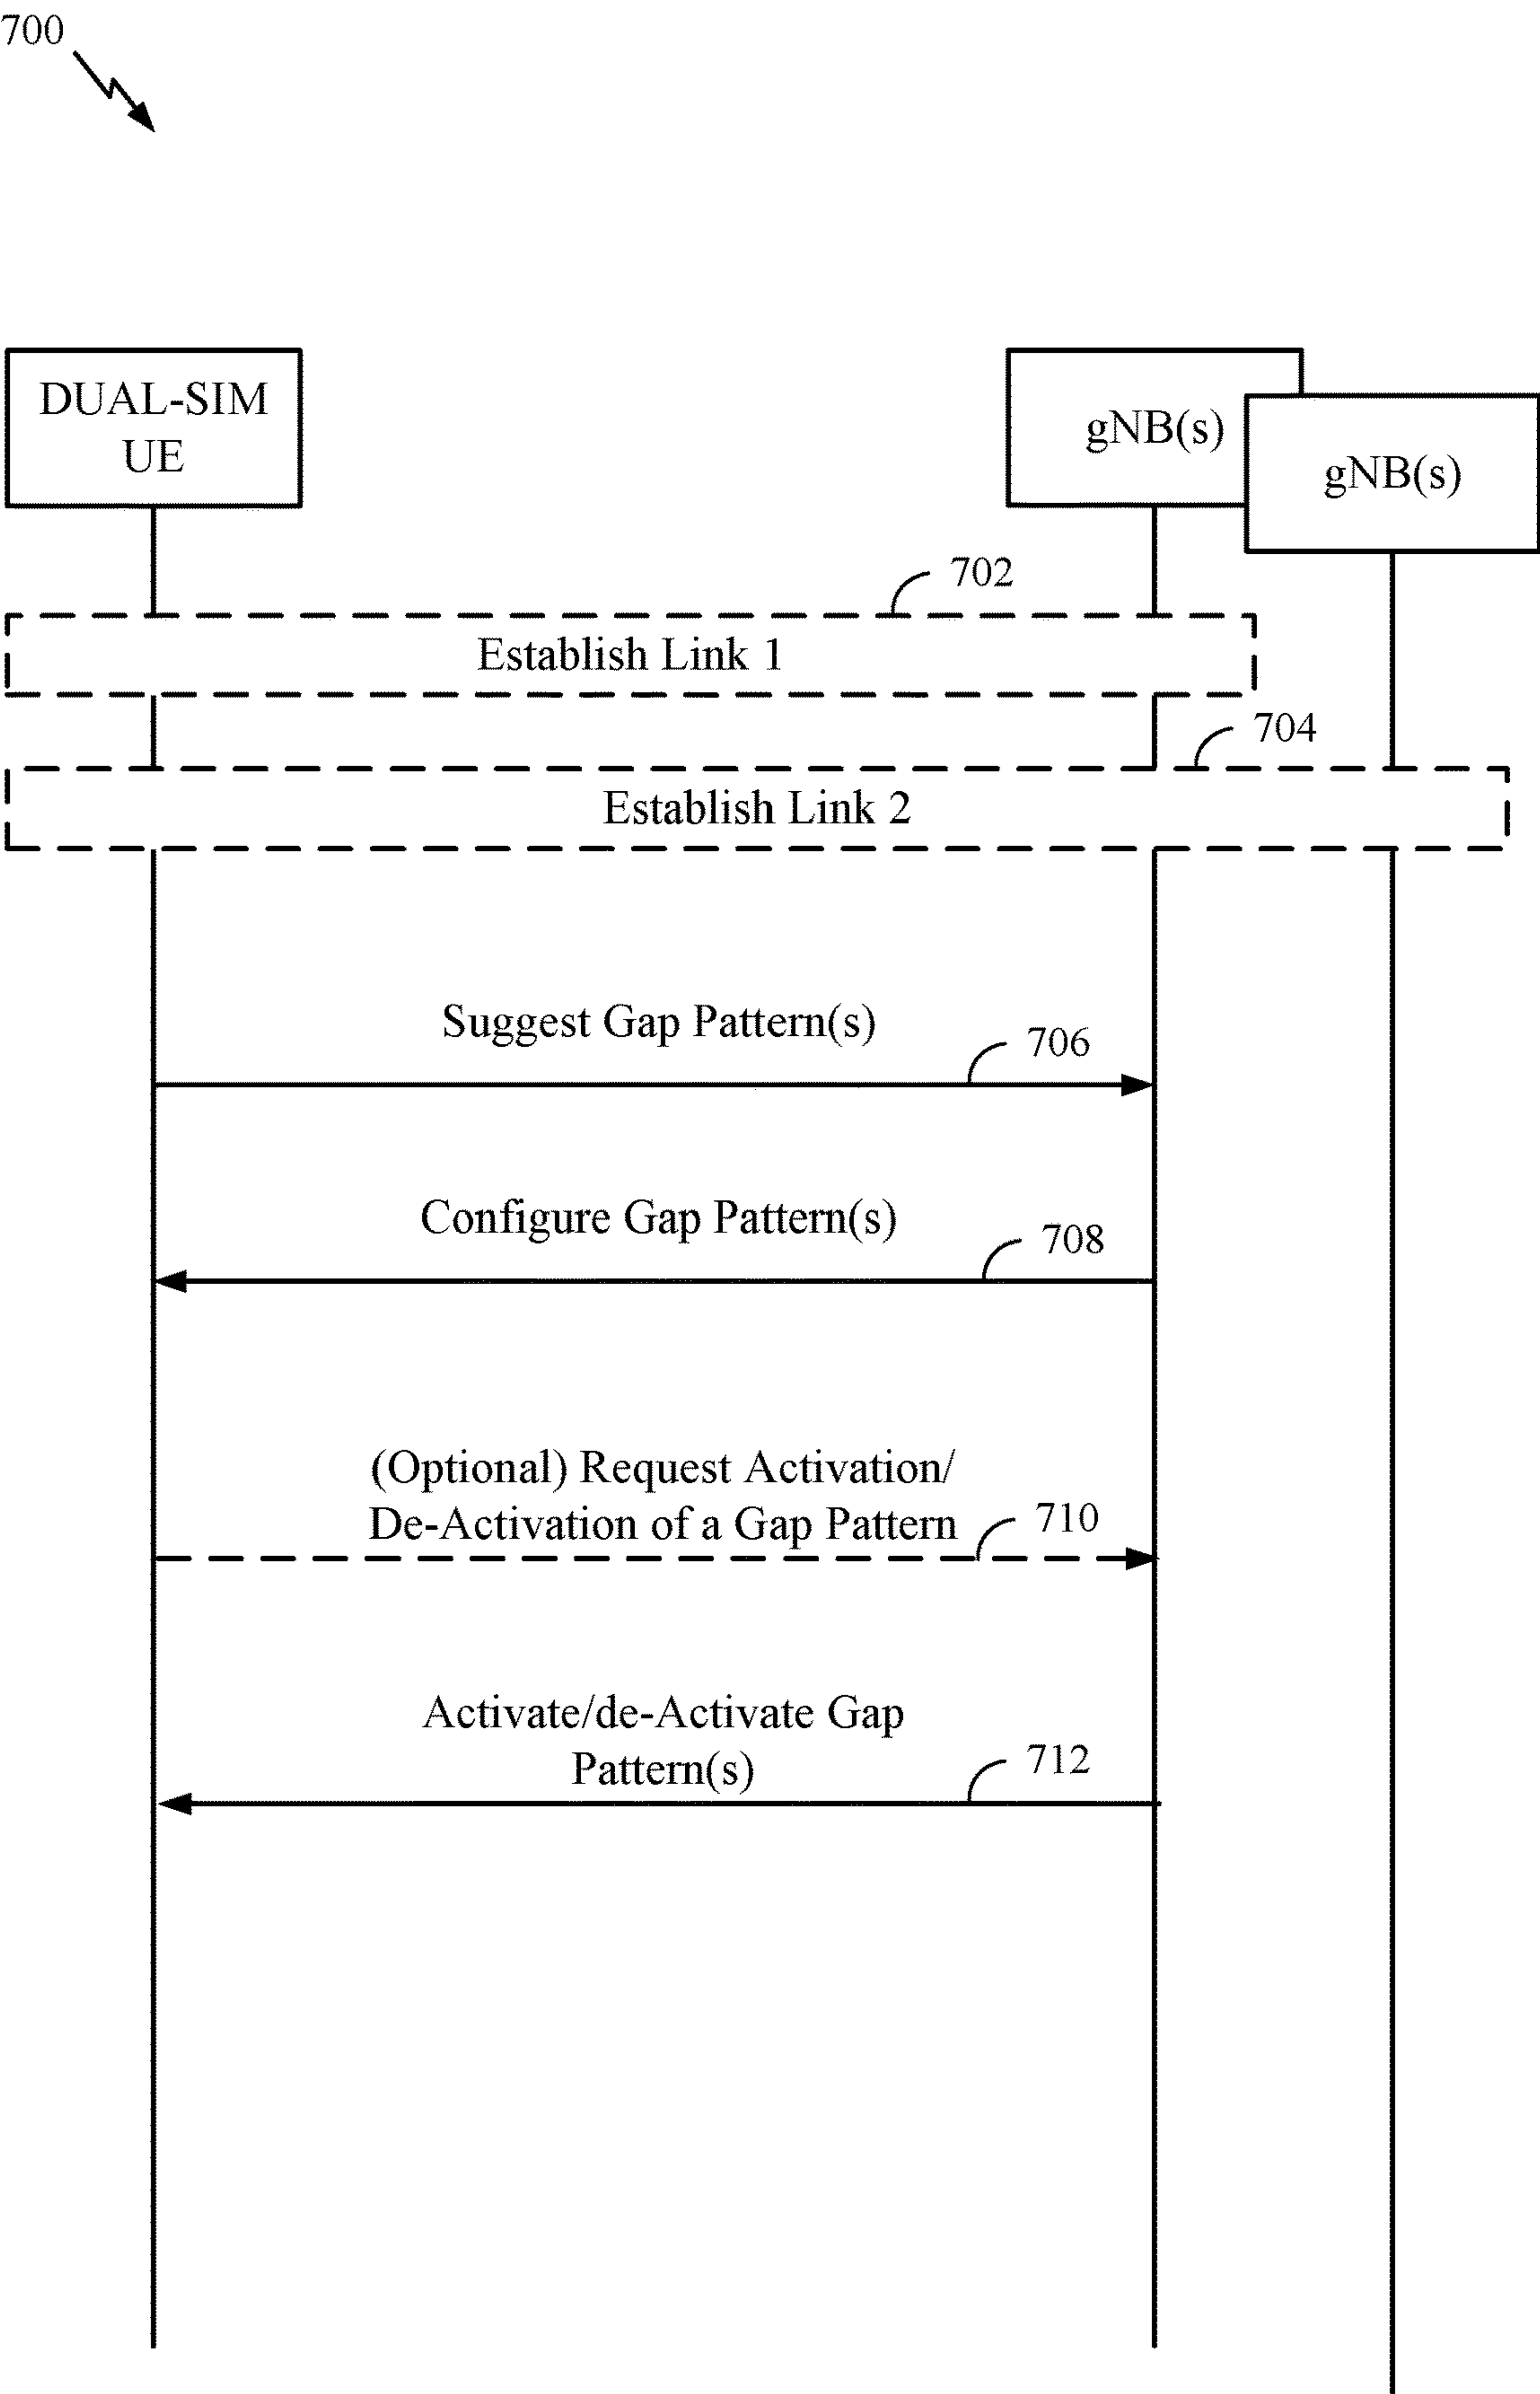 700
DUAL-SIM
UE
gNB(s)
gNB(s)
702
Establish Link 1
704
Establish Link 2
Suggest Gap Pattern(s)
706
Configure Gap Pattern(s)
708
(Optional) Request Activation/
De-Activation of a Gap Pattern
710
Activate/de-Activate Gap
Pattern(s)
712